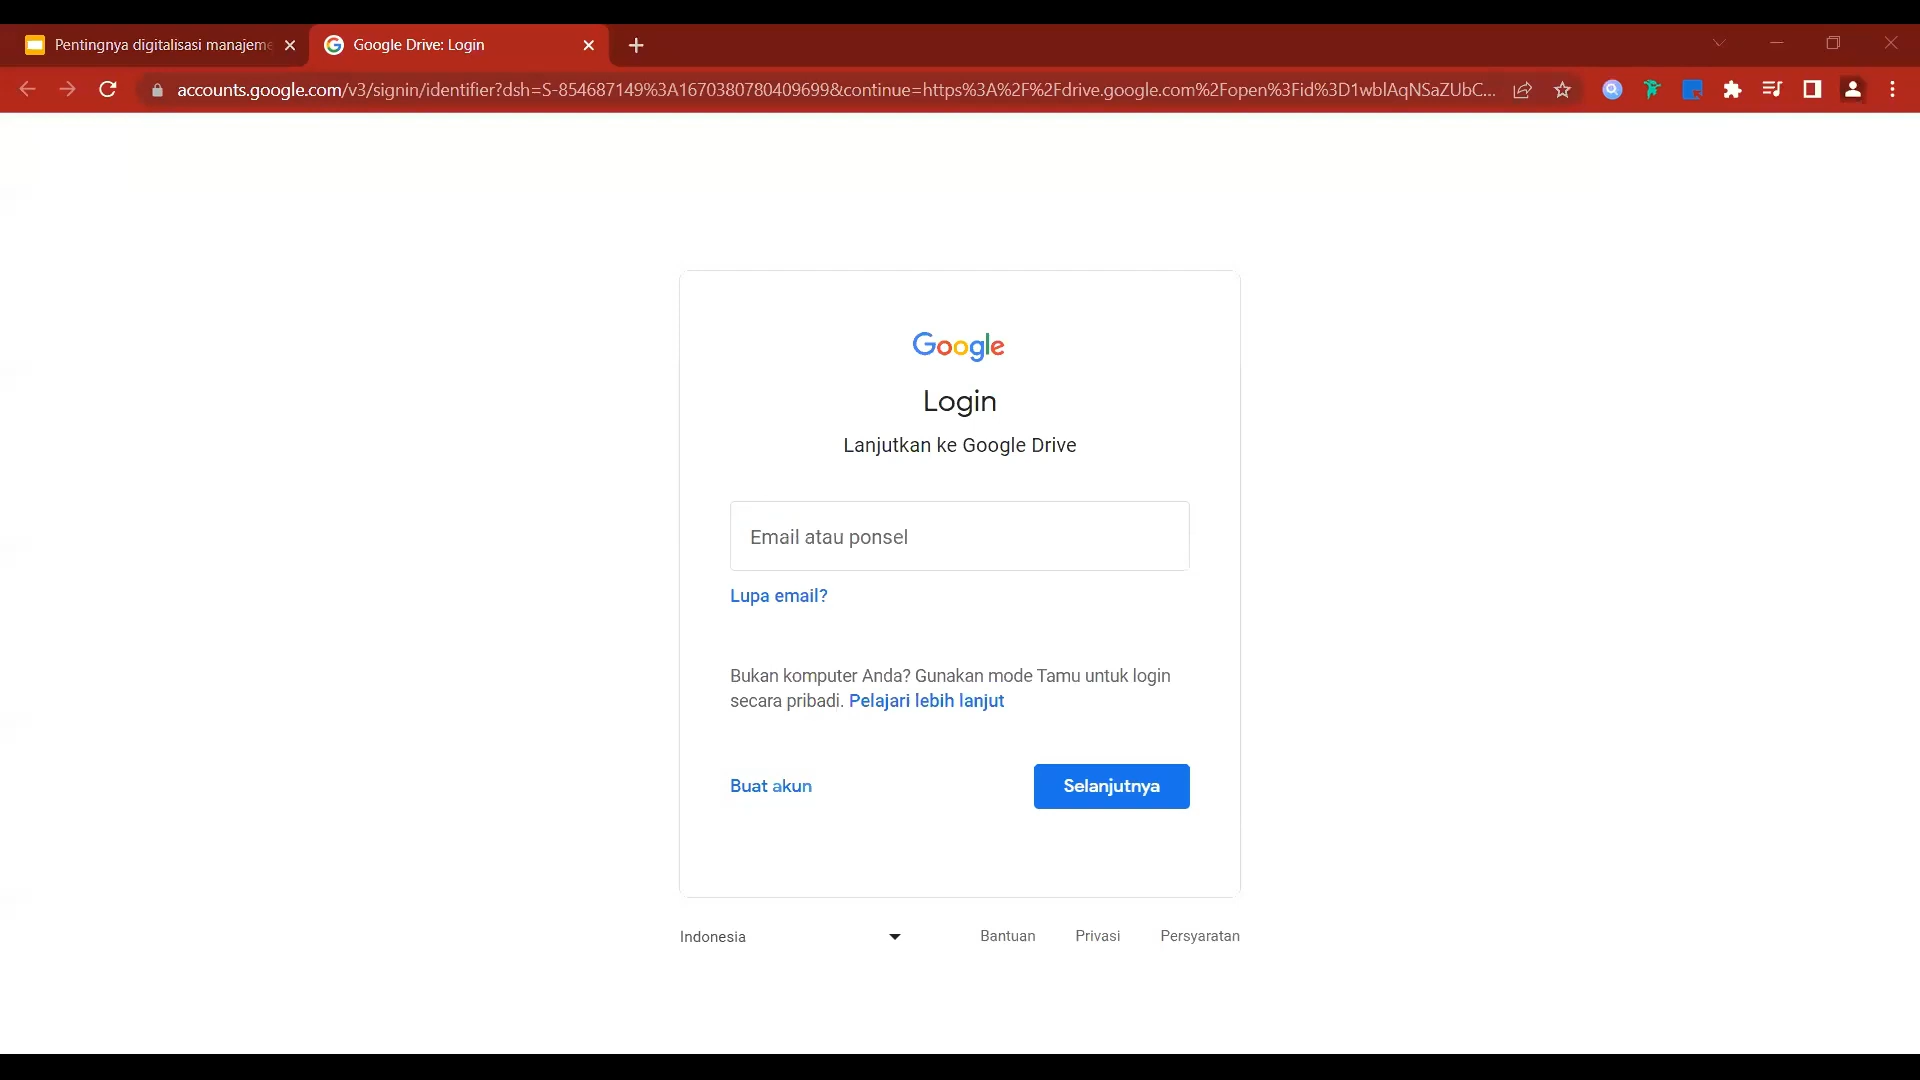 Pentingnya digitalisasi manajeme
Google Drive: Login
accounts.google.com/v3/signin/identifier?dsh=S-854687149%3A1670380780409699&continue=https%3A%2F%2Fdrive.google.com%2Fopen%3Fid%3D1wblAqNSaZUbC...
Google
Login
Lanjutkan ke Google Drive
Email atau ponsel
Lupa email?
Bukan komputer Anda? Gunakan mode Tamu untuk login
secara pribadi. Pelajari lebih lanjut
Buat akun
Selanjutnya
Indonesia
Bantuan
Privasi
Persyaratan